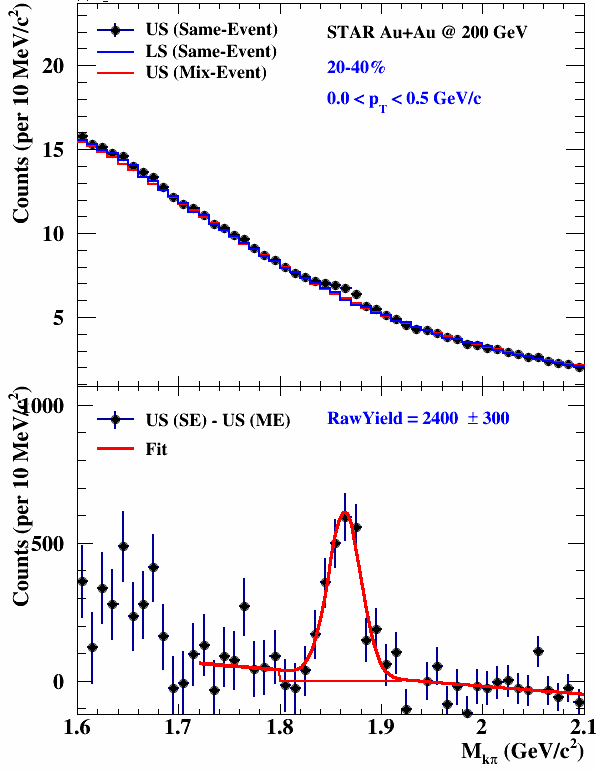 US (Same-Event)
LS (Same-Event)
US (Mix-Event)
STAR Au+Au @ 200 GeV
20-40%
0.0 < p_T < 0.5 GeV/c
Counts (per 10 MeV/c²)
20
15
10
5
US (SE) - US (ME)
Fit
RawYield = 2400 ± 300
Counts (per 10 MeV/c²)
1000
500
0
1.6 1.7 1.8 1.9 2 2.1
M_kπ (GeV/c²)